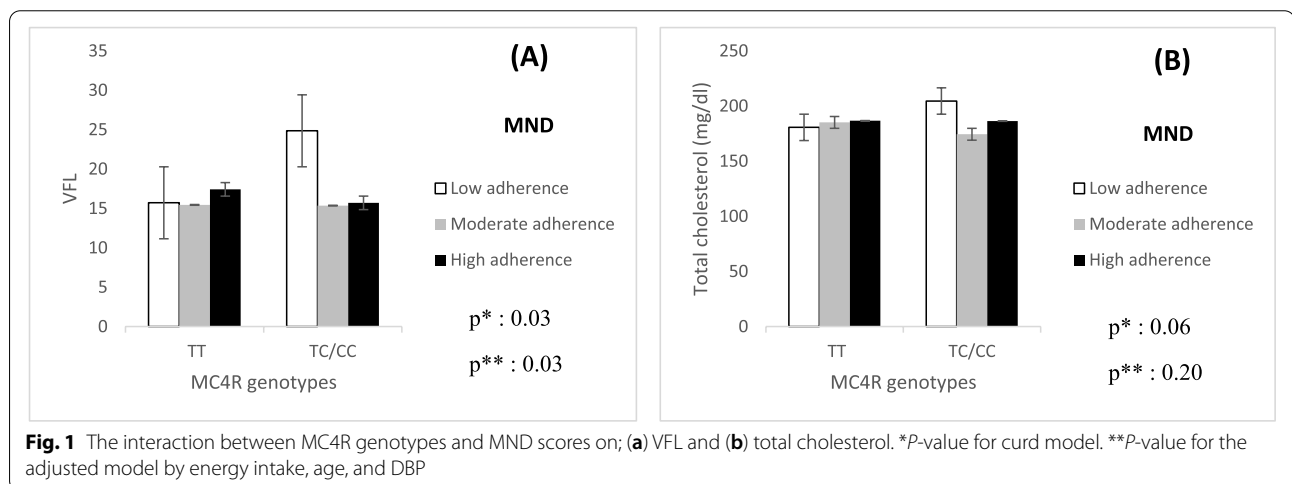 (A)
MND
35
30
25
20
15
10
5
0
VFL
TT
TC/CC
MC4R genotypes
Low adherence
Moderate adherence
High adherence
p* : 0.03
p** : 0.03
(B)
MND
250
200
150
100
50
0
Total cholesterol (mg/dl)
TT
TC/CC
MC4R genotypes
Low adherence
Moderate adherence
High adherence
p* : 0.06
p** : 0.20
Fig. 1 The interaction between MC4R genotypes and MND scores on; (a) VFL and (b) total cholesterol. *P-value for curd model. **P-value for the
adjusted model by energy intake, age, and DBP